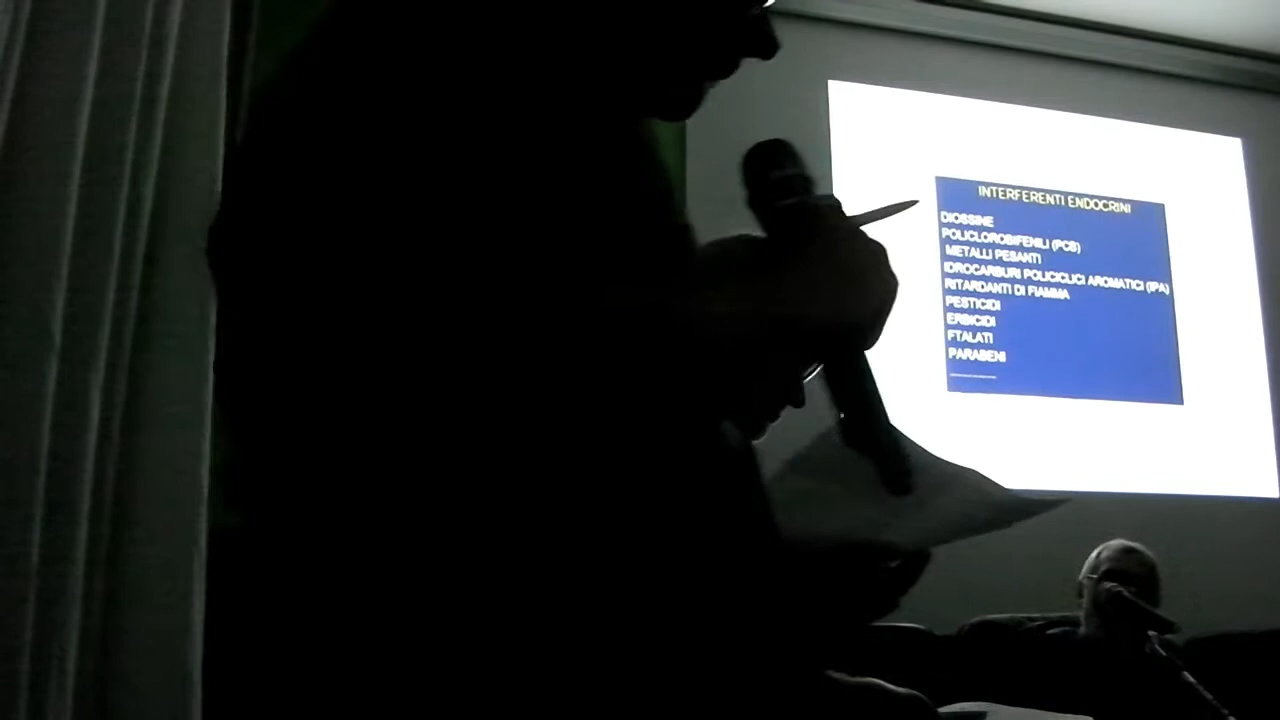 INTERFERENTI ENDOCRINI
DIOSSINE
POLICLOROBIFENILI (PCB)
METALLI PESANTI
IDROCARBURI POLICICLICI AROMATICI (IPA)
RITARDANTI DI FIAMMA
PESTICIDI
ERBICIDI
FTALATI
PARABENI